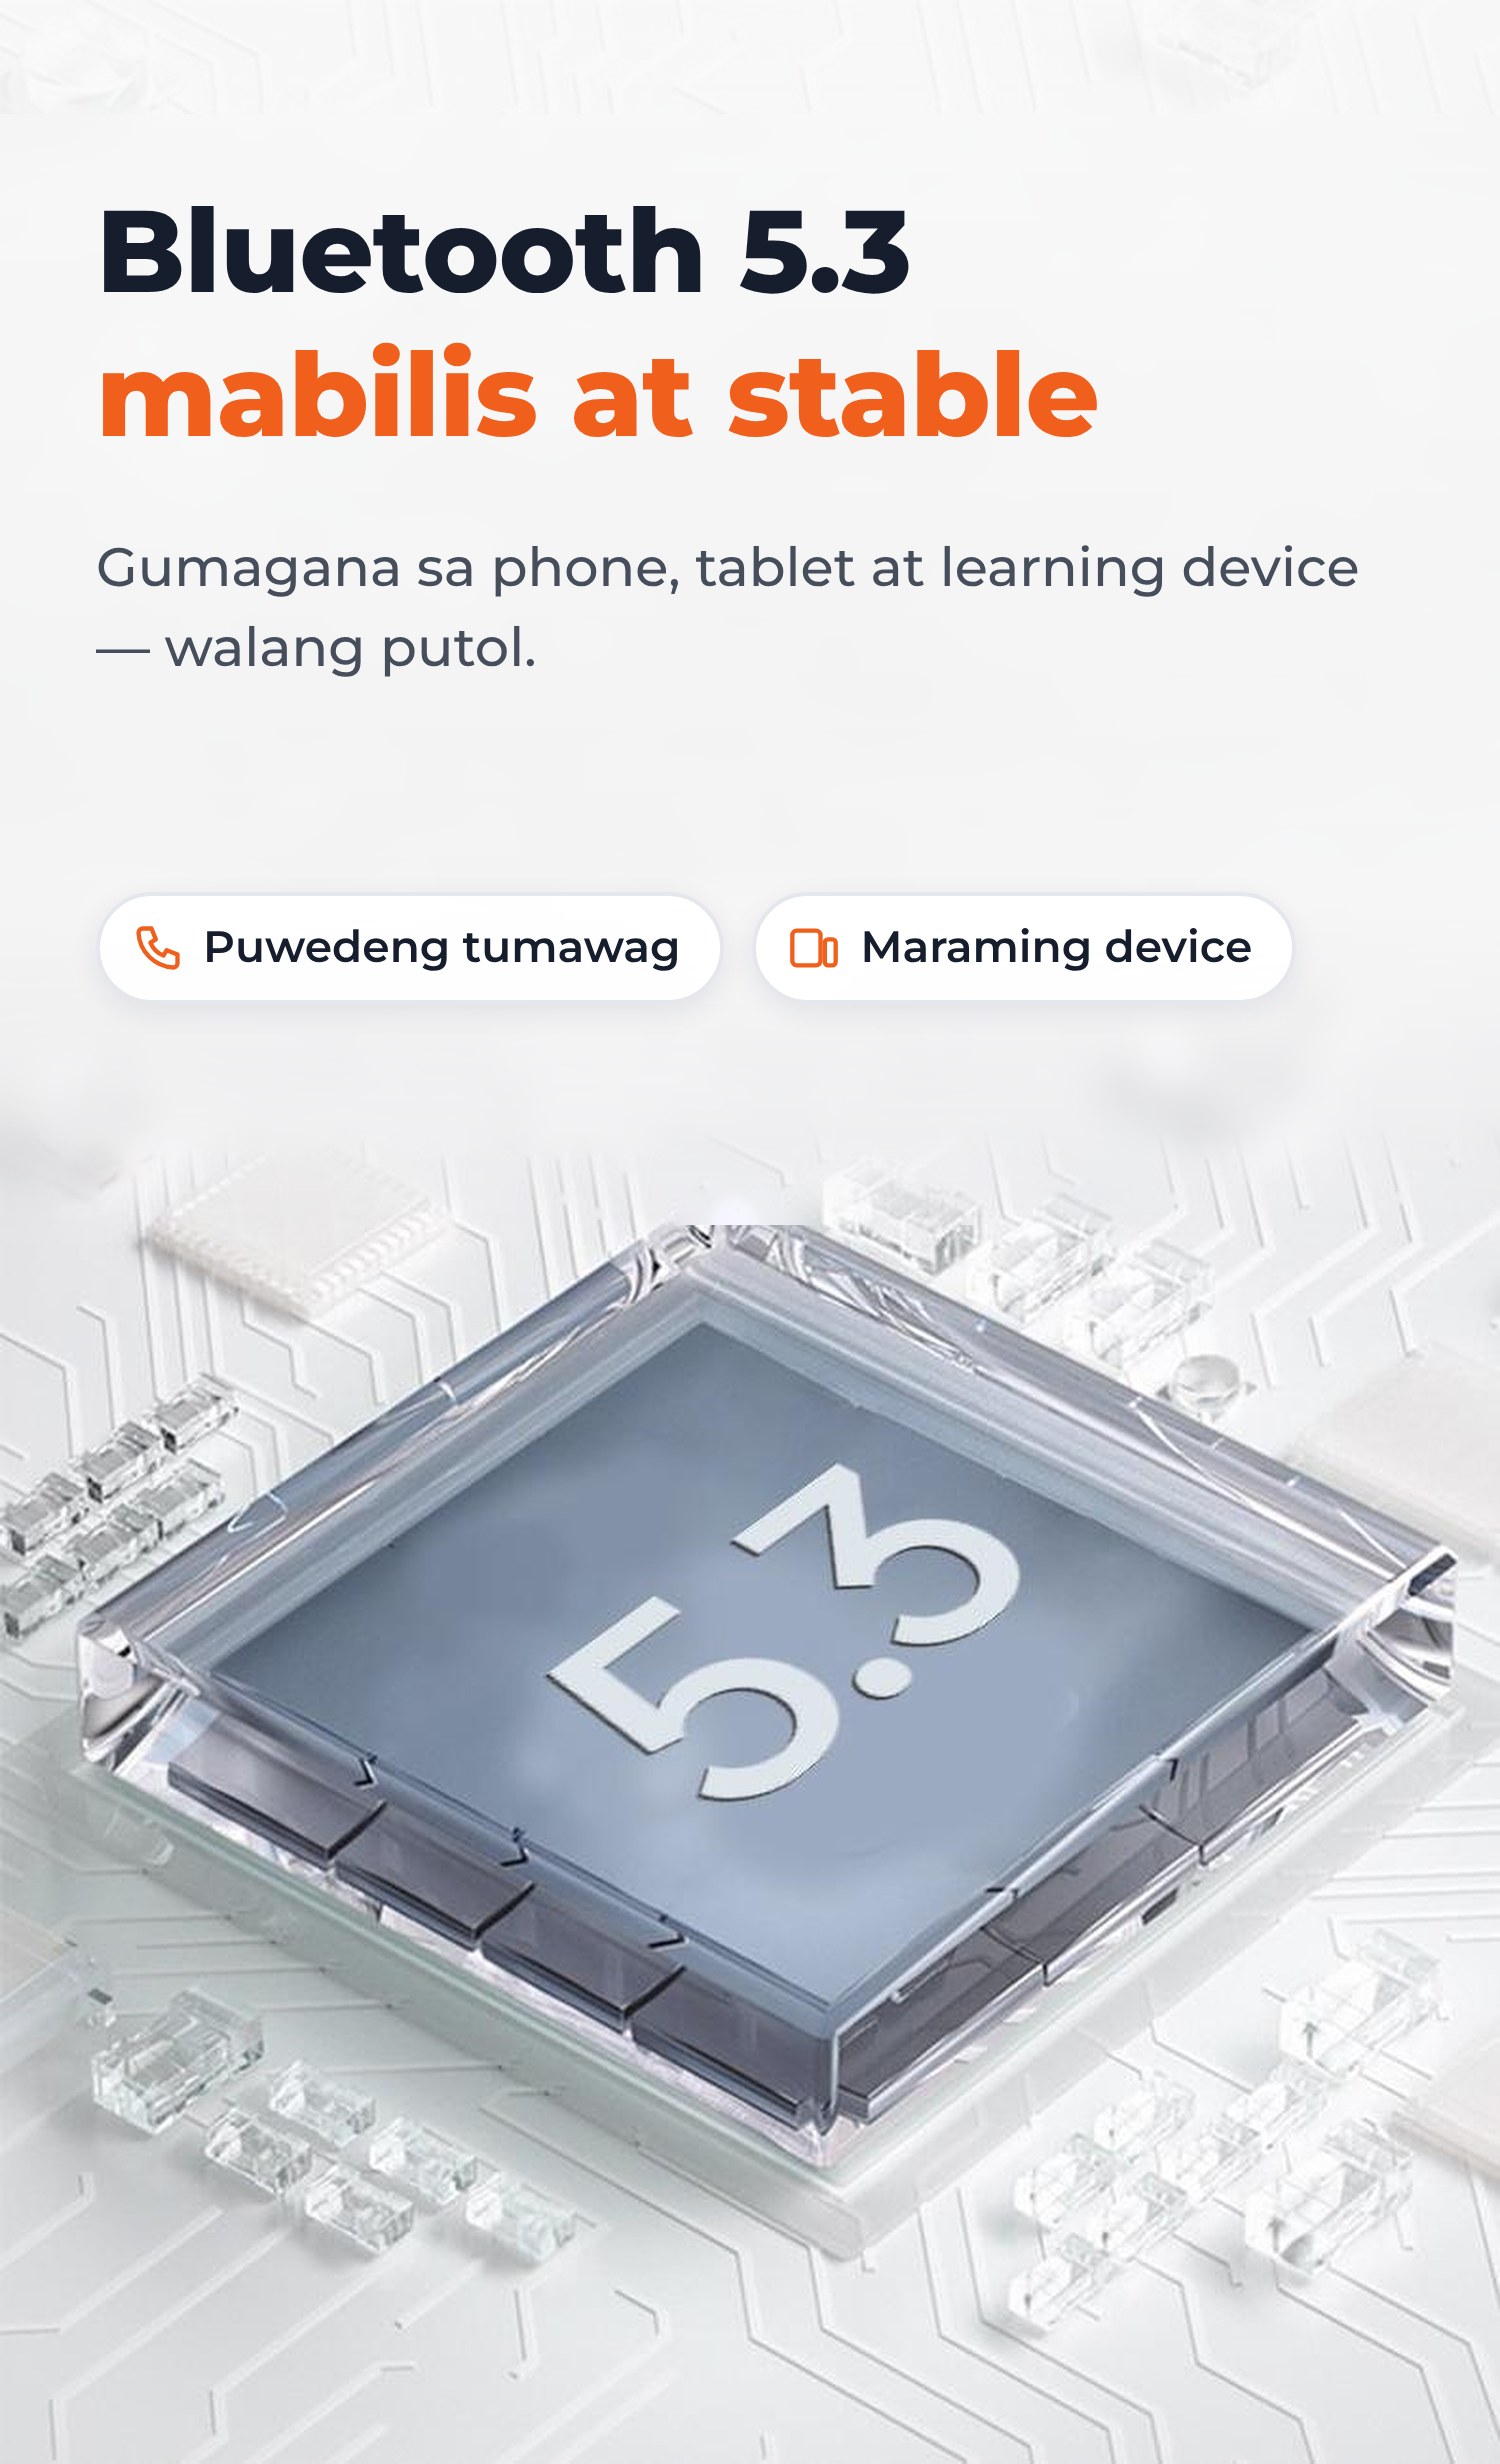 Bluetooth 5.3
mabilis at stable
Gumagana sa phone, tablet at learning device
— walang putol.
Puwedeng tumawag
Maraming device
5.3